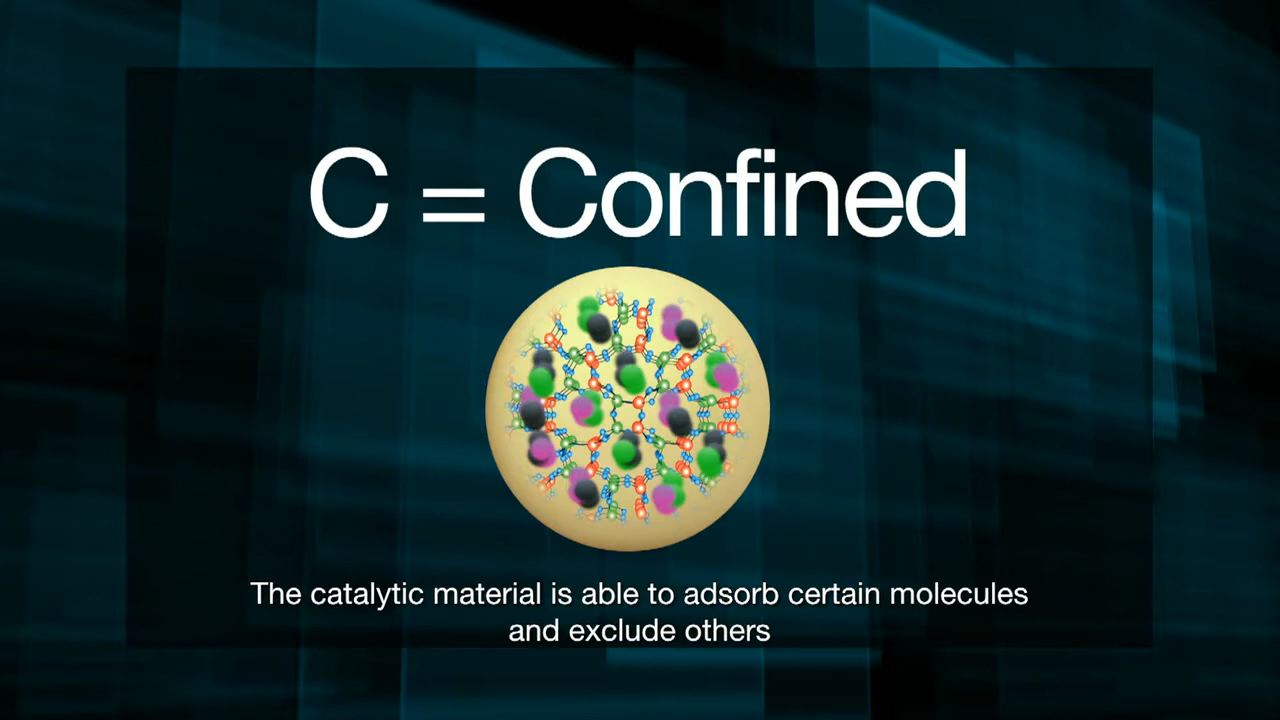 C = Confined
The catalytic material is able to adsorb certain molecules
and exclude others